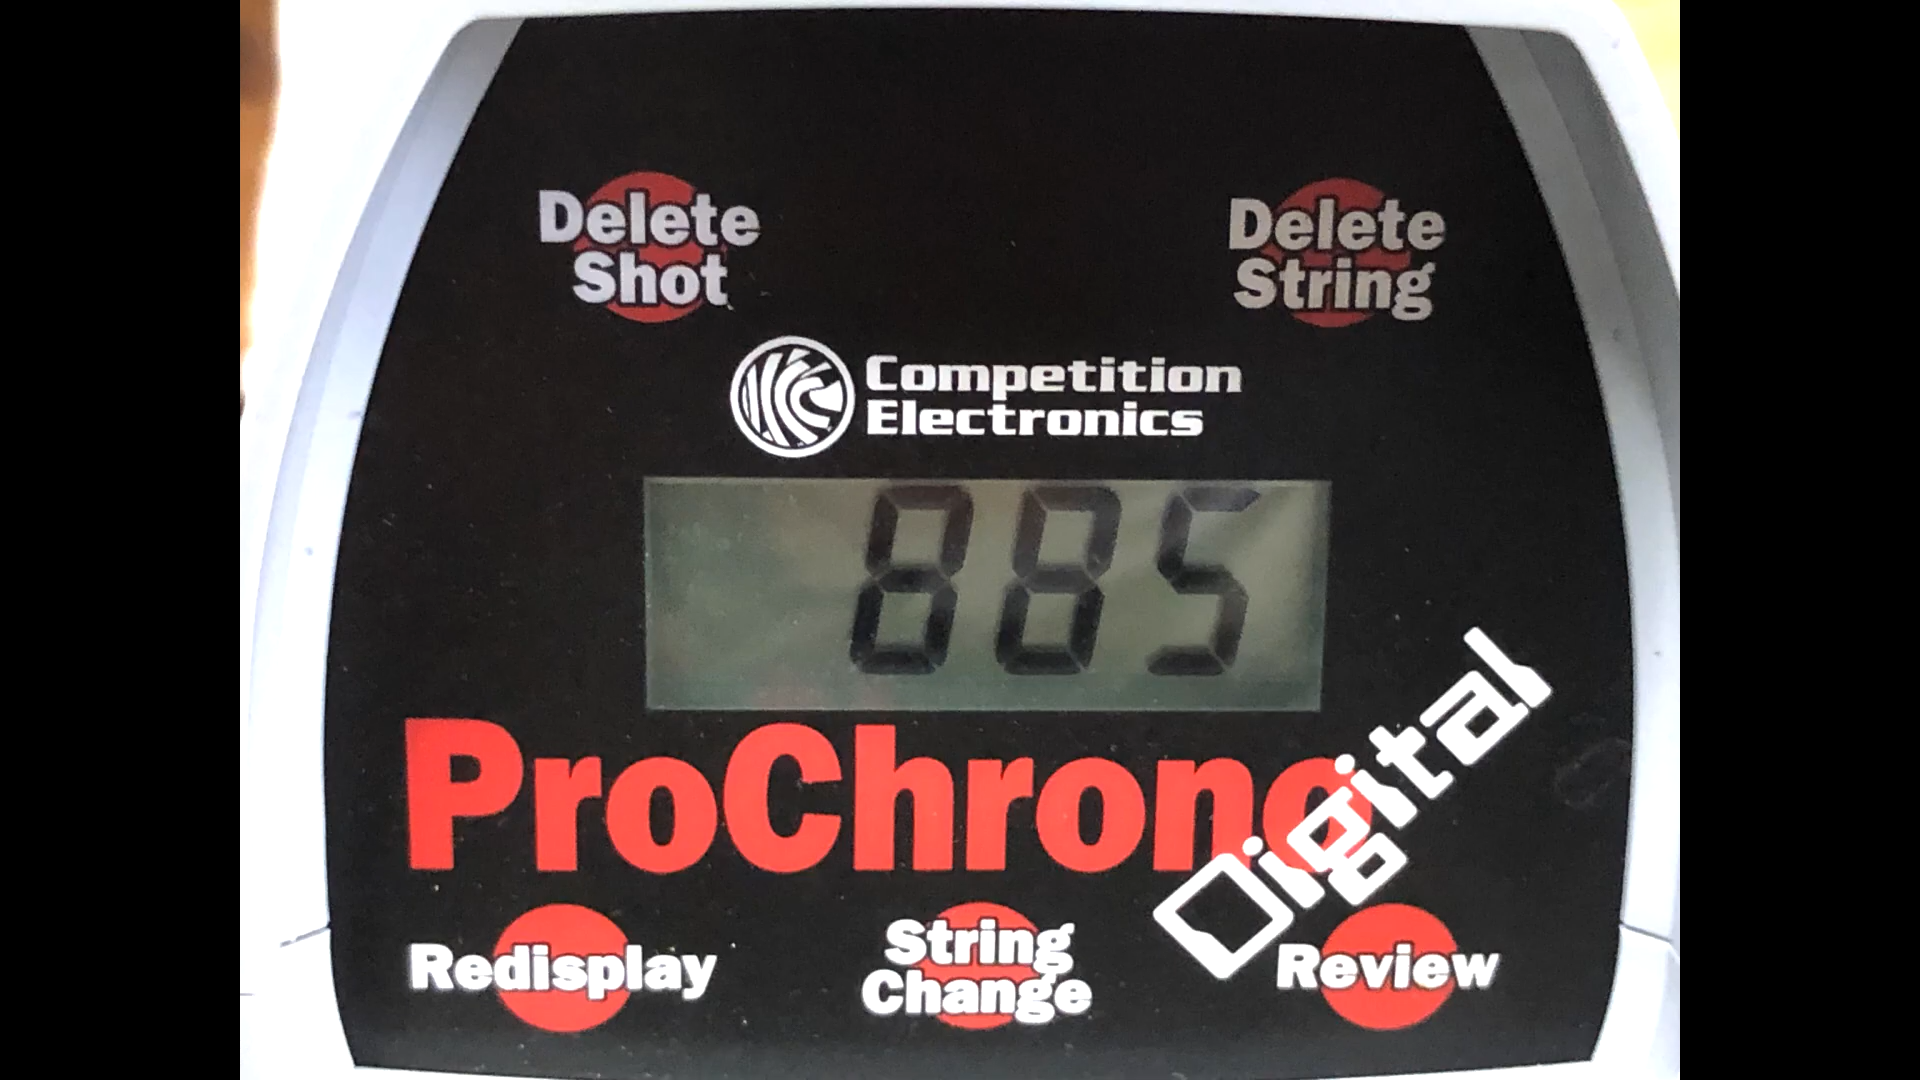 Delete
Shot
Delete
String
Competition
Electronics
885
ProChrono
Digital
Redisplay
String
Change
Review